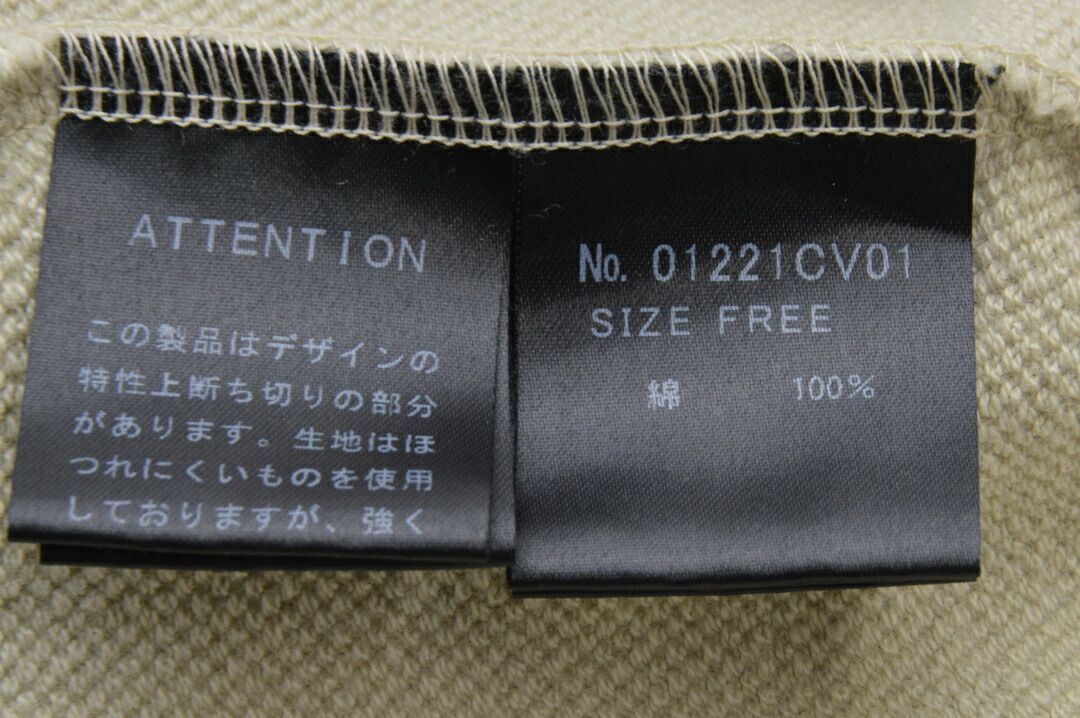 ATTENTION
この製品はデザインの
特性上断ち切りの部分
があります。生地はほ
つれにくいものを使用
しておりますが、強く
No. 01221CV01
SIZE FREE
綿 100%